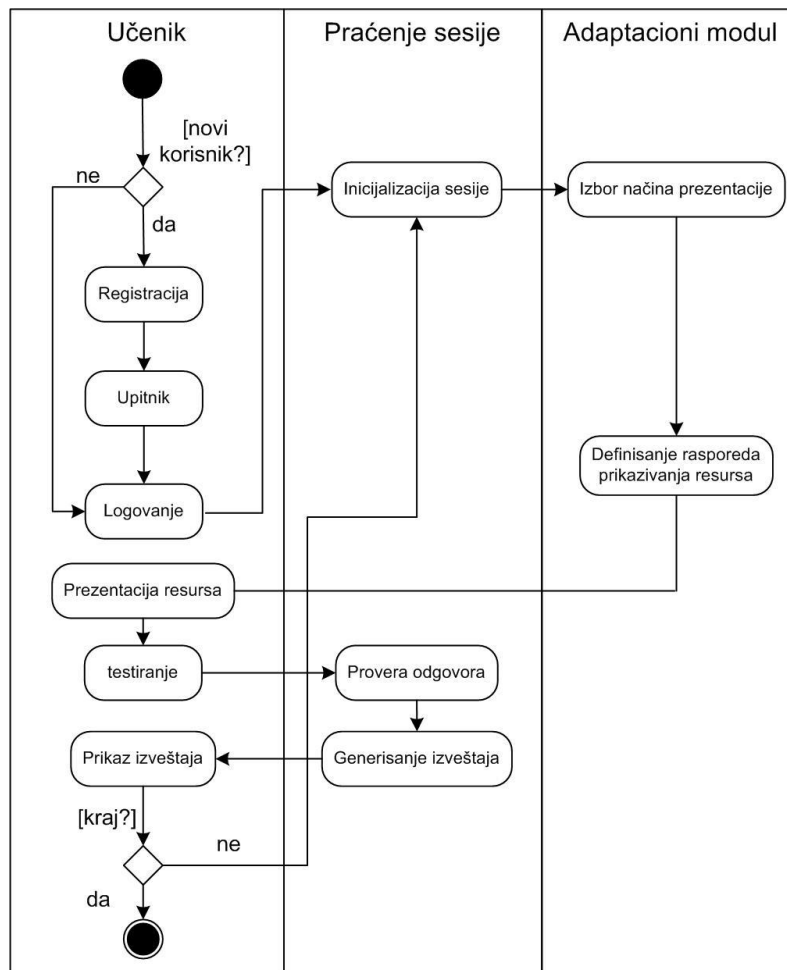 Učenik
Praćenje sesije
Adaptacioni modul
[novi
korisnik?]
ne
da
Inicijalizacija sesije
Izbor načina prezentacije
Registracija
Upitnik
Definisanje rasporeda
prikazivanja resursa
Logovanje
Prezentacija resursa
testiranje
Provera odgovora
Prikaz izveštaja
Generisanje izveštaja
[kraj?]
ne
da